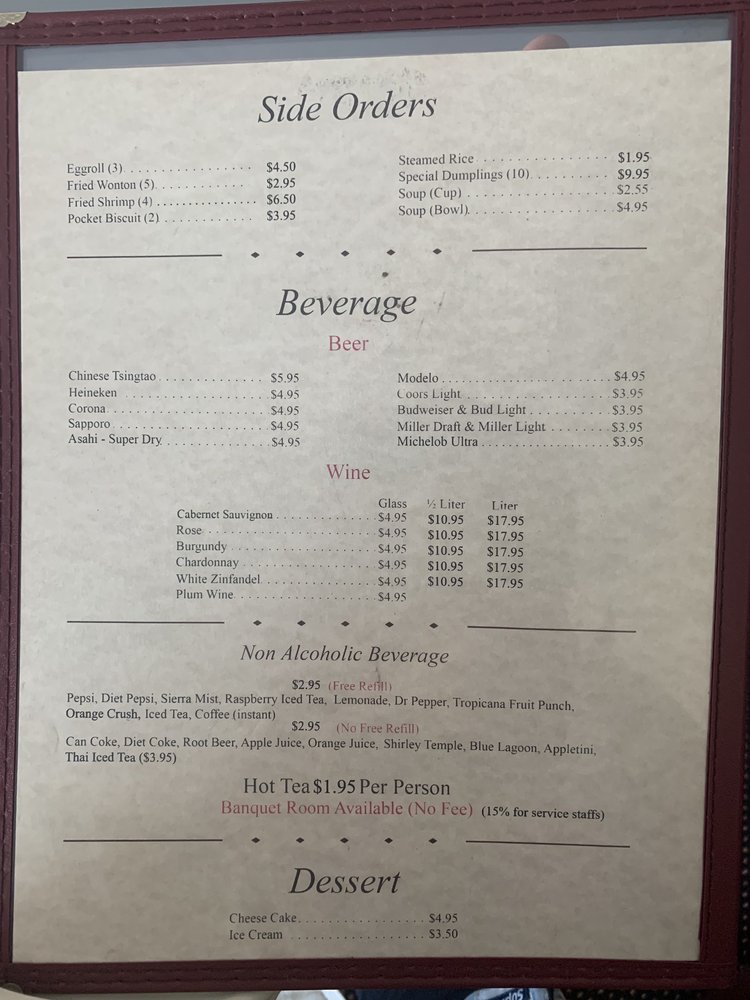 Side Orders
Eggroll (3). . . . . . . . . . . . . . . . . $4.50
Fried Wonton (5). . . . . . . . . . . $2.95
Fried Shrimp (4) . . . . . . . . . . . . . . . $6.50
Pocket Biscuit (2) . . . . . . . . . . . . $3.95
Steamed Rice . . . . . . . . . . . . . . . . $1.95
Special Dumplings (10). . . . . . . . . . $9.95
Soup (Cup) . . . . . . . . . . . . . . . . . . $2.55
Soup (Bowl). . . . . . . . . . . . . . . . . . $4.95
Beverage
Beer
Chinese Tsingtao . . . . . . . . . . . . . . $5.95
Heineken . . . . . . . . . . . . . . . . . . $4.95
Corona. . . . . . . . . . . . . . . . . . . . $4.95
Sapporo . . . . . . . . . . . . . . . . . . . $4.95
Asahi - Super Dry. . . . . . . . . . . . . $4.95
Modelo . . . . . . . . . . . . . . . . . . . . . $4.95
Coors Light . . . . . . . . . . . . . . . . . . $3.95
Budweiser & Bud Light . . . . . . . . . . $3.95
Miller Draft & Miller Light . . . . . . . . $3.95
Michelob Ultra . . . . . . . . . . . . . . . . $3.95
Wine
Glass ½ Liter Liter
Cabernet Sauvignon . . . . . . . . . . . . $4.95 $10.95 $17.95
Rose. . . . . . . . . . . . . . . . . . . . . . $4.95 $10.95 $17.95
Burgundy . . . . . . . . . . . . . . . . . . $4.95 $10.95 $17.95
Chardonnay . . . . . . . . . . . . . . . . . $4.95 $10.95 $17.95
White Zinfandel. . . . . . . . . . . . . . . $4.95 $10.95 $17.95
Plum Wine. . . . . . . . . . . . . . . . . . $4.95
Non Alcoholic Beverage
$2.95 (Free Refill)
Pepsi, Diet Pepsi, Sierra Mist, Raspberry Iced Tea, Lemonade, Dr Pepper, Tropicana Fruit Punch,
Orange Crush, Iced Tea, Coffee (instant)
$2.95 (No Free Refill)
Can Coke, Diet Coke, Root Beer, Apple Juice, Orange Juice, Shirley Temple, Blue Lagoon, Appletini,
Thai Iced Tea ($3.95)
Hot Tea $1.95 Per Person
Banquet Room Available (No Fee) (15% for service staffs)
Dessert
Cheese Cake. . . . . . . . . . . . . . . . . $4.95
Ice Cream . . . . . . . . . . . . . . . . . . $3.50